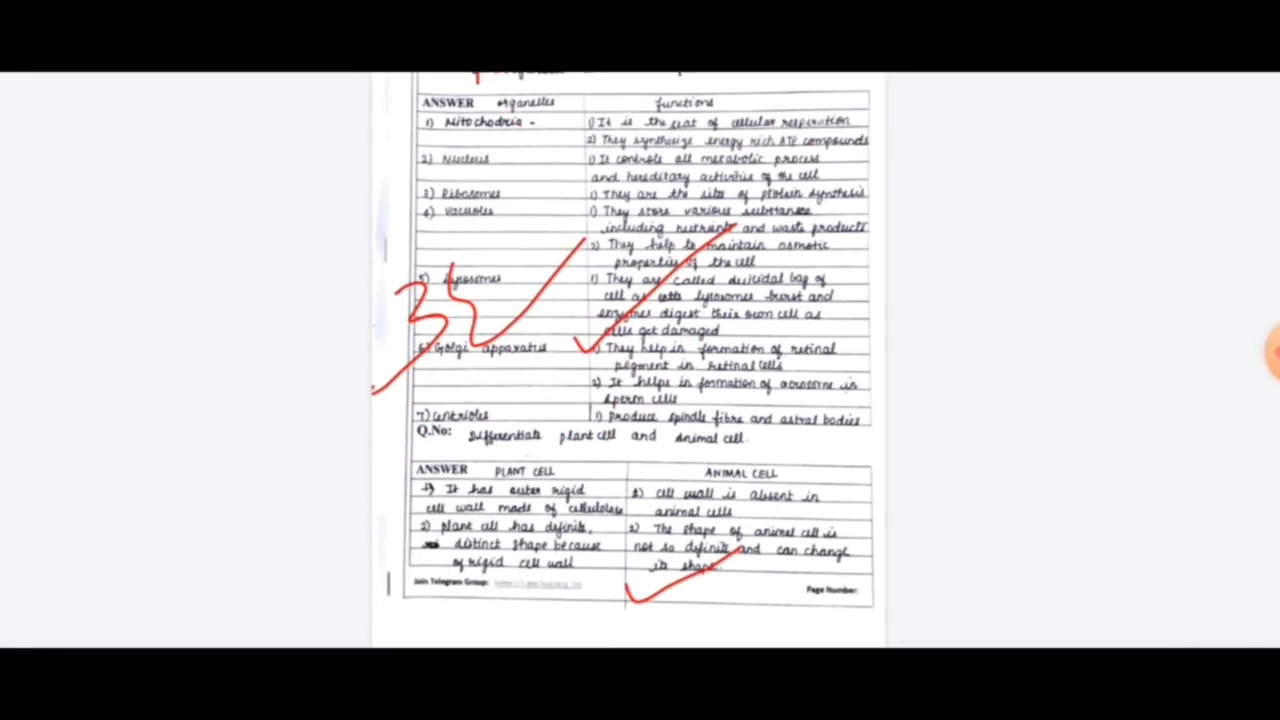 ANSWER organelles functions
1) Mitochodria - 1) It is the seat of cellular respiration
2) They synthesize energy rich ATP compounds
2) Nucleus 1) It controls all metabolic process
and hereditary activities of the cell
3) Ribosomes 1) They are the site of protein synthesis
4) Vacuoles 1) They store various substances
including nutrients and waste products
2) They help to maintain osmotic
properties of the cell
5) Lysosomes 1) They are called suicidal bag of
cell as lysosomes burst and
enzymes digest their own cell as
cells get damaged
6) Golgi apparatus 1) They help in formation of retinal
pigment in retinal cells
2) It helps in formation of acrosome in
sperm cells
7) Centrioles 1) Produce spindle fibre and astral bodies
Q.No: Differentiate plant cell and Animal cell.
ANSWER PLANT CELL ANIMAL CELL
1) It has outer rigid 1) cell wall is absent in
cell wall made of cellulose animal cells
2) plant cell has definite, 2) The shape of animal cell is
distinct shape because not so definite and can change
of rigid cell wall its shape.
Join Telegram Group: Page Number: